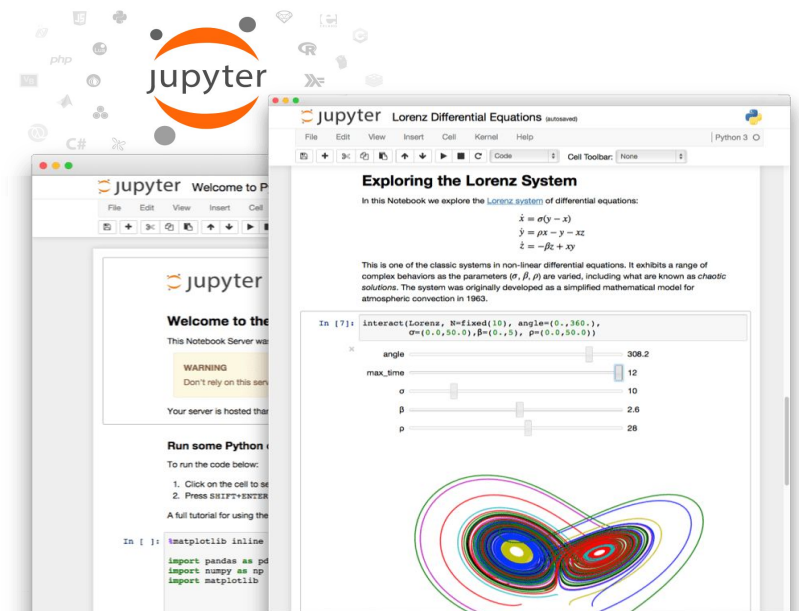 JS
php
R
C#
jupyter
jupyter Lorenz Differential Equations (autosaved)
File Edit View Insert Cell Kernel Help
Python 3
Code
Cell Toolbar: None
Exploring the Lorenz System
In this Notebook we explore the Lorenz system of differential equations:
ẋ = σ(y − x)
ẏ = ρx − y − xz
ż = −βz + xy
This is one of the classic systems in non-linear differential equations. It exhibits a range of
complex behaviors as the parameters (σ, β, ρ) are varied, including what are known as chaotic
solutions. The system was originally developed as a simplified mathematical model for
atmospheric convection in 1963.
In [7]: interact(Lorenz, N=fixed(10), angle=(0.,360.),
σ=(0.0,50.0),β=(0.,5), ρ=(0.0,50.0))
angle 308.2
max_time 12
σ 10
β 2.6
ρ 28
jupyter Welcome to P
File Edit View Insert Cell
jupyter
Welcome to the
This Notebook Server was
WARNING
Don't rely on this serv
Your server is hosted than
Run some Python c
To run the code below:
1. Click on the cell to se
2. Press SHIFT+ENTER
A full tutorial for using the
In [ ]: %matplotlib inline
import pandas as pd
import numpy as np
import matplotlib